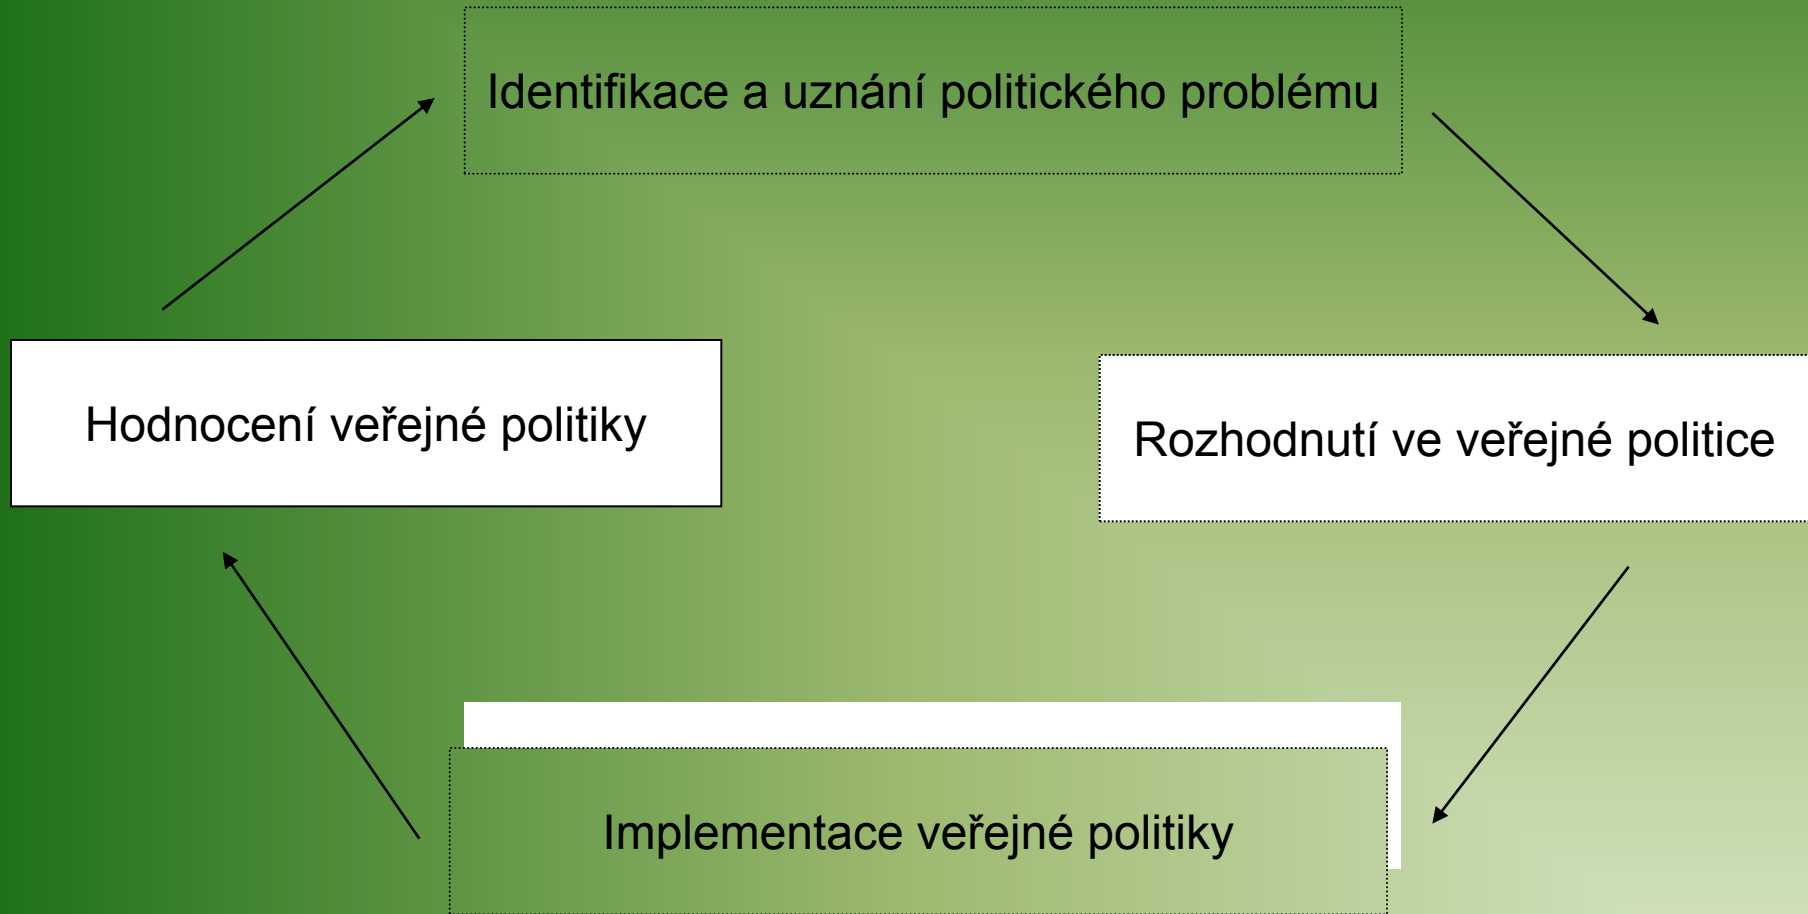 Identifikace a uznání politického problému
Hodnocení veřejné politiky
Rozhodnutí ve veřejné politice
Implementace veřejné politiky